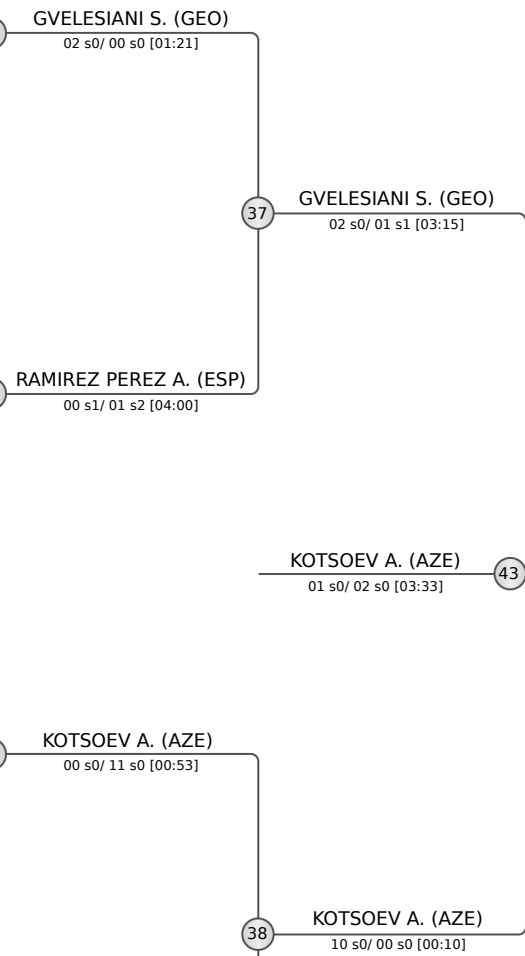 GVELESIANI S. (GEO)
02 s0/ 00 s0 [01:21]
37
GVELESIANI S. (GEO)
02 s0/ 01 s1 [03:15]
RAMIREZ PEREZ A. (ESP)
00 s1/ 01 s2 [04:00]
KOTSOEV A. (AZE)
01 s0/ 02 s0 [03:33]
43
KOTSOEV A. (AZE)
00 s0/ 11 s0 [00:53]
38
KOTSOEV A. (AZE)
10 s0/ 00 s0 [00:10]